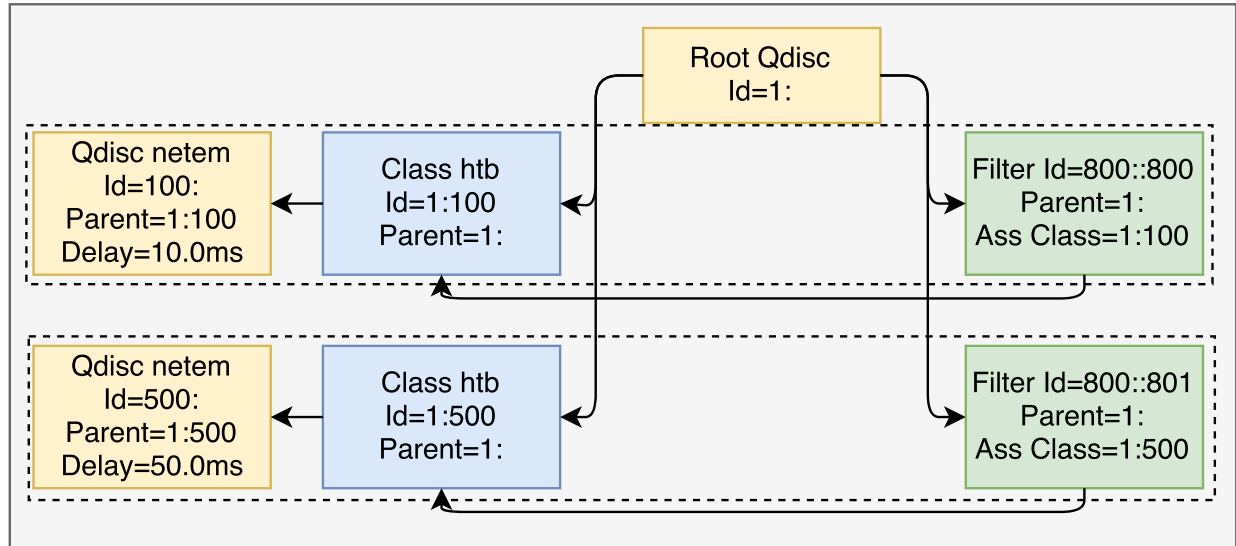 Root Qdisc
Id=1:
Qdisc netem
Id=100:
Parent=1:100
Delay=10.0ms
Class htb
Id=1:100
Parent=1:
Filter Id=800::800
Parent=1:
Ass Class=1:100
Qdisc netem
Id=500:
Parent=1:500
Delay=50.0ms
Class htb
Id=1:500
Parent=1:
Filter Id=800::801
Parent=1:
Ass Class=1:500